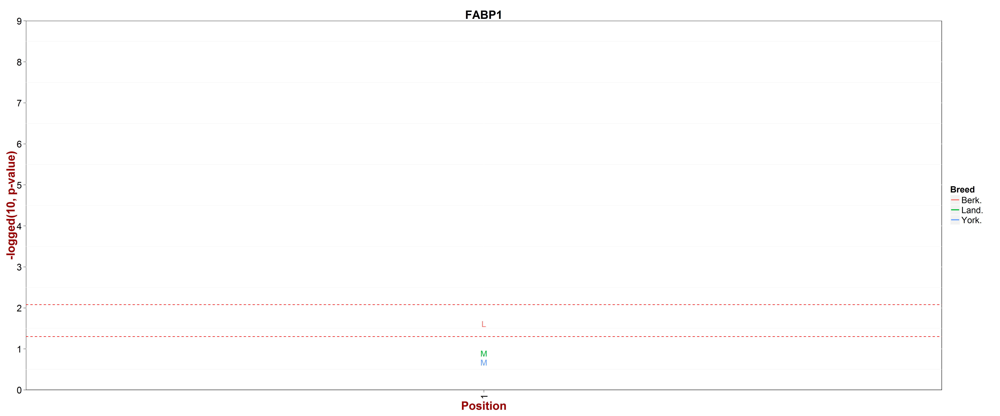 FABP1
9
8
7
6
5
4
3
2
1
0
-logged(10, p-value)
L
M
M
1
Position
Breed
Berk.
Land.
York.